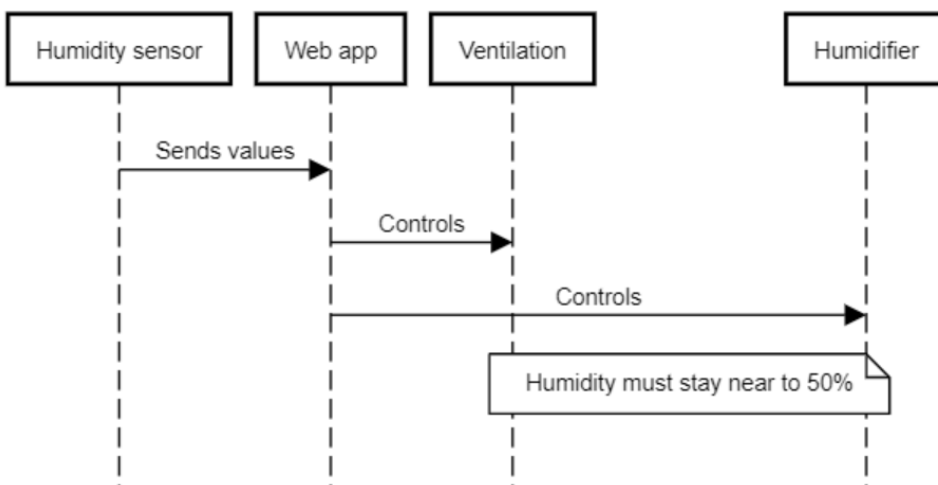 Humidity sensor
Web app
Ventilation
Humidifier
Sends values
Controls
Controls
Humidity must stay near to 50%